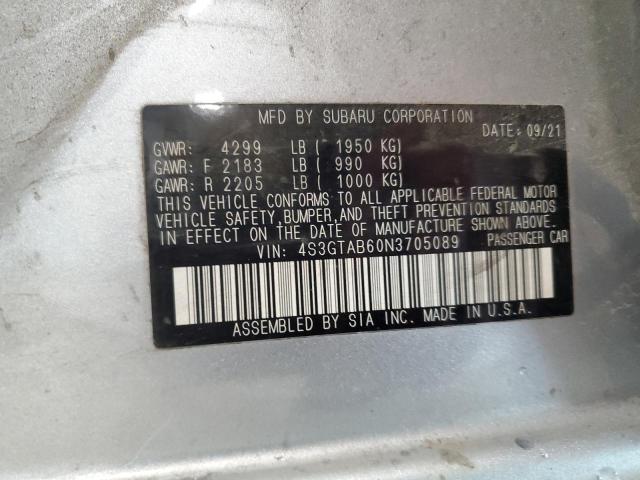 MFD BY SUBARU CORPORATION
DATE: 09/21
GVWR: 4299 LB ( 1950 KG)
GAWR: F 2183 LB ( 990 KG)
GAWR: R 2205 LB ( 1000 KG)
THIS VEHICLE CONFORMS TO ALL APPLICABLE FEDERAL MOTOR
VEHICLE SAFETY, BUMPER, AND THEFT PREVENTION STANDARDS
IN EFFECT ON THE DATE OF MANUFACTURE SHOWN ABOVE.
VIN: 4S3GTAB60N3705089 PASSENGER CAR
ASSEMBLED BY SIA INC. MADE IN U.S.A.